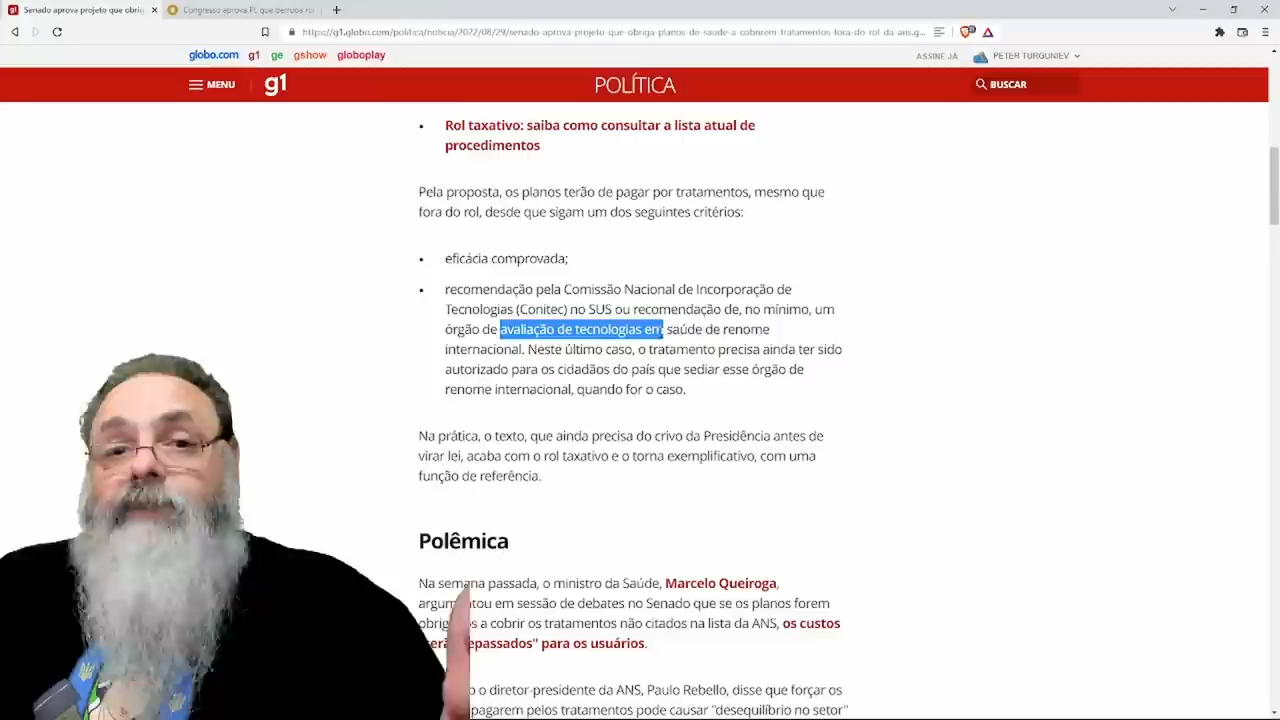 Senado aprova projeto que obrig
Congresso aprova PL que derruba rol
https://g1.globo.com/politica/noticia/2022/08/29/senado-aprova-projeto-que-obriga-planos-de-saude-a-cobrirem-tratamentos-fora-do-rol-da-ans.g...
globo.com g1 ge gshow globoplay
ASSINE JÁ
PETER TURGUNIEV
MENU
g1
POLÍTICA
BUSCAR
• Rol taxativo: saiba como consultar a lista atual de
procedimentos
Pela proposta, os planos terão de pagar por tratamentos, mesmo que
fora do rol, desde que sigam um dos seguintes critérios:
• eficácia comprovada;
• recomendação pela Comissão Nacional de Incorporação de
Tecnologias (Conitec) no SUS ou recomendação de, no mínimo, um
órgão de avaliação de tecnologias em saúde de renome
internacional. Neste último caso, o tratamento precisa ainda ter sido
autorizado para os cidadãos do país que sediar esse órgão de
renome internacional, quando for o caso.
Na prática, o texto, que ainda precisa do crivo da Presidência antes de
virar lei, acaba com o rol taxativo e o torna exemplificativo, com uma
função de referência.
Polêmica
Na semana passada, o ministro da Saúde, Marcelo Queiroga,
argum tou em sessão de debates no Senado que se os planos forem
obrig s a cobrir os tratamentos não citados na lista da ANS, os custos
epassados" para os usuários.
o diretor-presidente da ANS, Paulo Rebello, disse que forçar os
pagarem pelos tratamentos pode causar "desequilíbrio no setor"